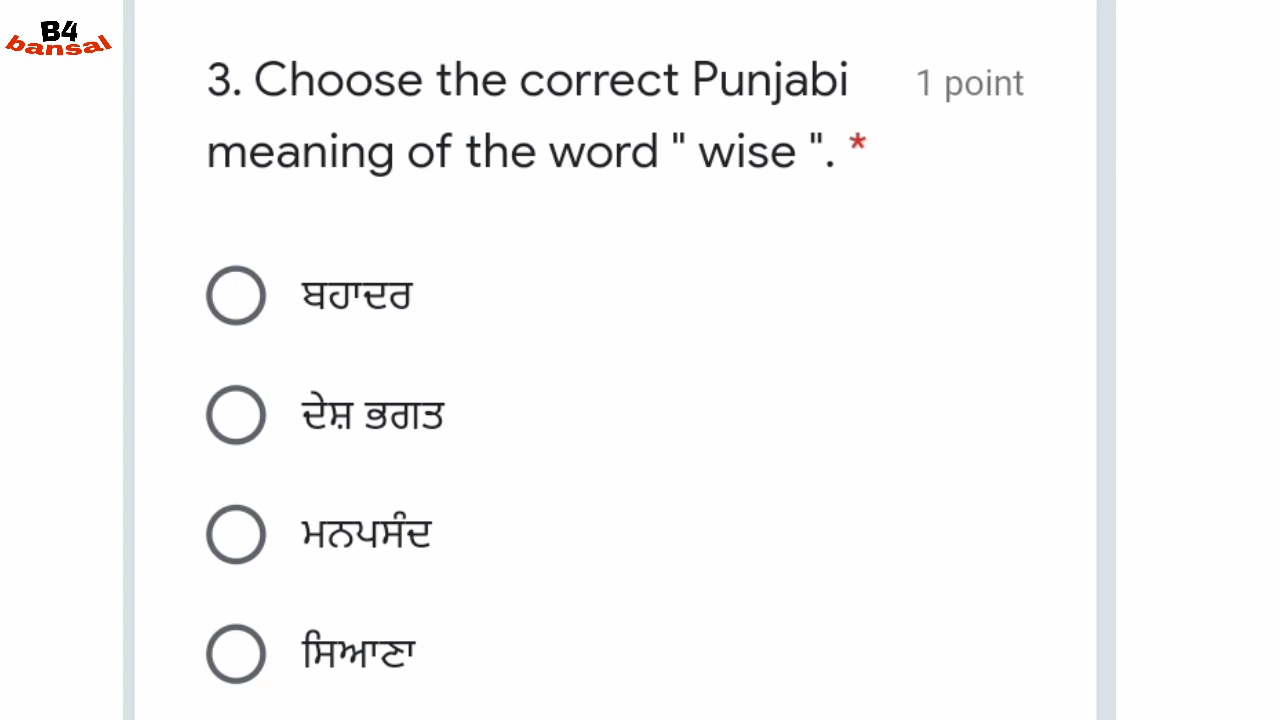 B4
bansal
3. Choose the correct Punjabi 1 point
meaning of the word " wise ". *
ਬਹਾਦਰ
ਦੇਸ਼ ਭਗਤ
ਮਨਪਸੰਦ
ਸਿਆਣਾ